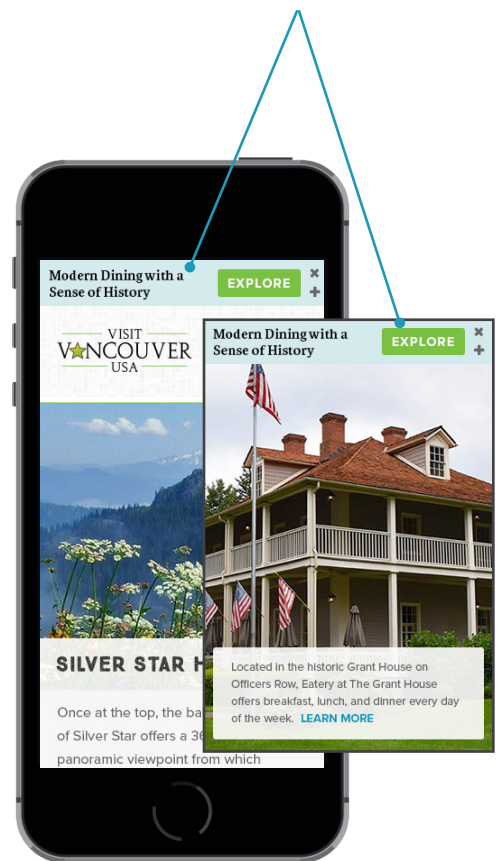 Modern Dining with a
Sense of History
EXPLORE
VISIT
VANCOUVER
USA
SILVER STAR H
Once at the top, the ba
of Silver Star offers a 36
panoramic viewpoint from which
Modern Dining with a
Sense of History
EXPLORE
Located in the historic Grant House on
Officers Row, Eatery at The Grant House
offers breakfast, lunch, and dinner every day
of the week. LEARN MORE